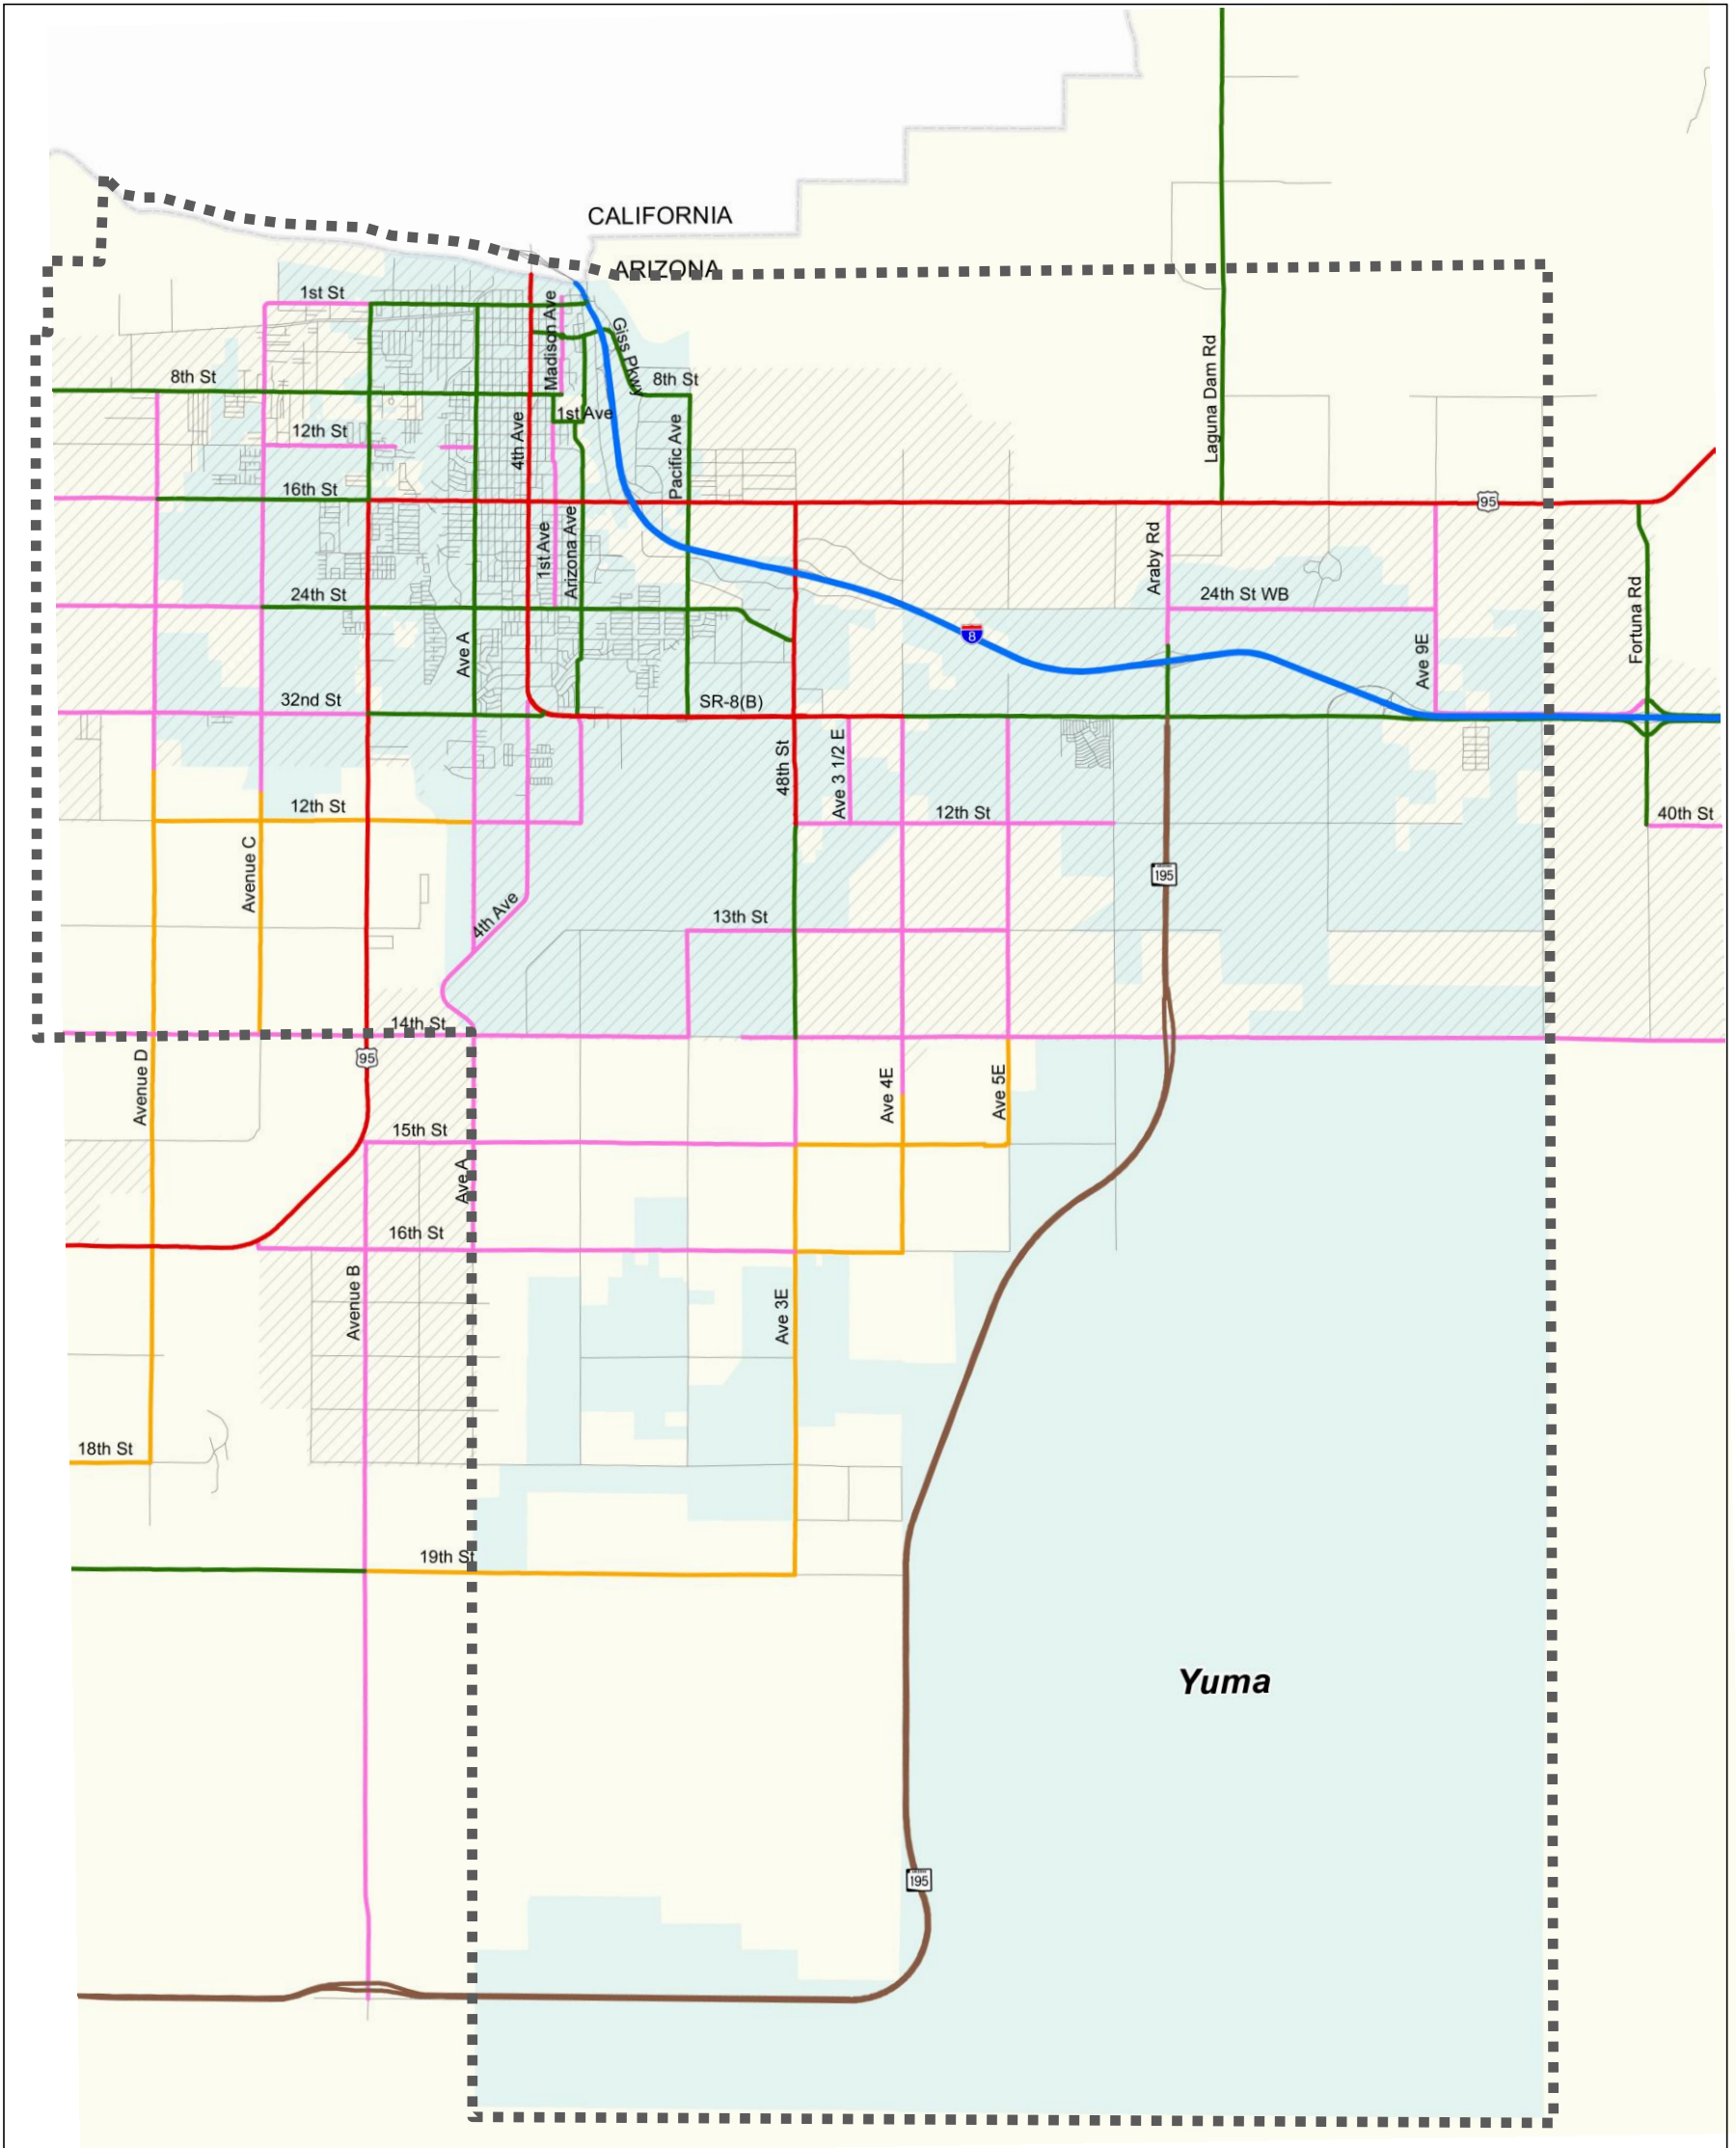 CALIFORNIA
ARIZONA
1st St
Madison Ave
Giss Pkwy
8th St
8th St
1st Ave
12th St
4th Ave
Pacific Ave
Laguna Dam Rd
16th St
95
1st Ave
Arizona Ave
Araby Rd
24th St
24th St WB
8
Ave A
Ave 9E
Fortuna Rd
32nd St
SR-8(B)
48th St
Ave 3 1/2 E
12th St
12th St
40th St
Avenue C
195
4th Ave
13th St
14th St
95
Avenue D
Ave 4E
Ave 5E
15th St
Ave A
16th St
Avenue B
Ave 3E
18th St
19th St
Yuma
195